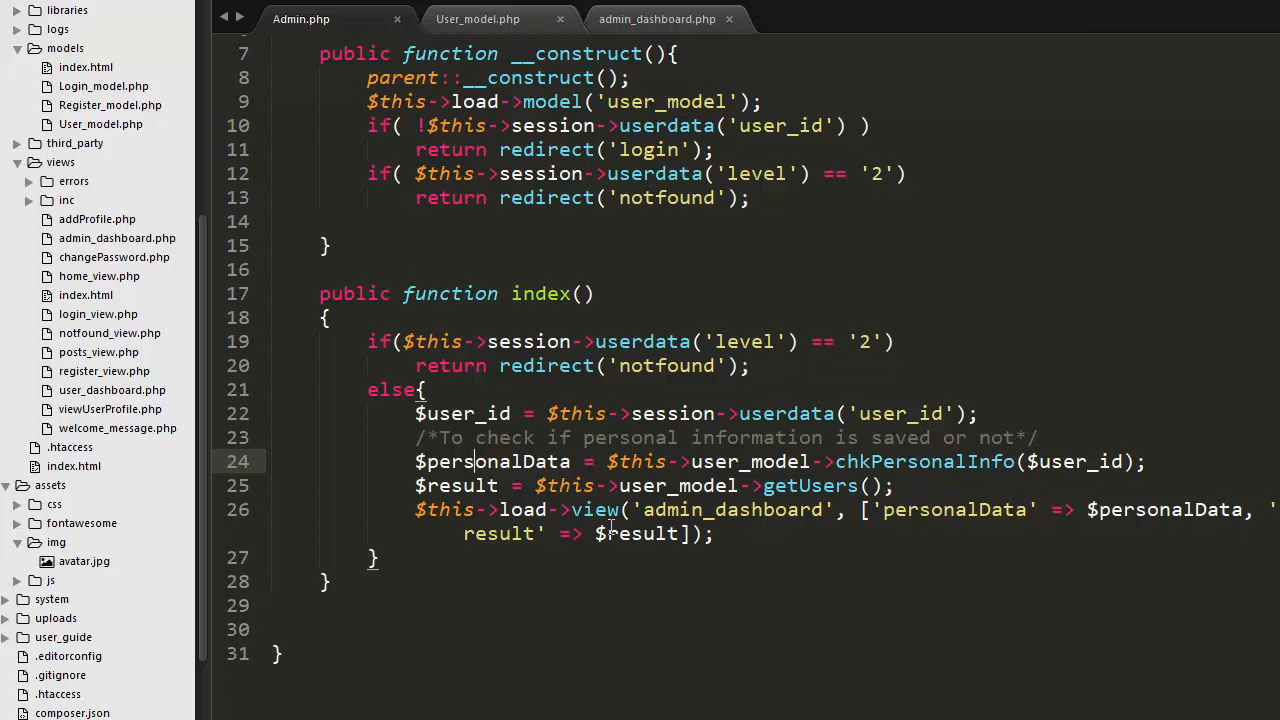 libraries
logs
models
index.html
Login_model.php
Register_model.php
User_model.php
third_party
views
errors
inc
addProfile.php
admin_dashboard.php
changePassword.php
home_view.php
index.html
login_view.php
notfound_view.php
posts_view.php
register_view.php
user_dashboard.php
viewUserProfile.php
welcome_message.php
.htaccess
index.html
assets
css
fontawesome
img
avatar.jpg
js
system
uploads
user_guide
.editorconfig
.gitignore
.htaccess
composer.json
Admin.php
User_model.php
admin_dashboard.php
7 public function __construct(){
8 parent::__construct();
9 $this->load->model('user_model');
10 if( !$this->session->userdata('user_id') )
11 return redirect('login');
12 if( $this->session->userdata('level') == '2')
13 return redirect('notfound');
14
15 }
16
17 public function index()
18 {
19 if($this->session->userdata('level') == '2')
20 return redirect('notfound');
21 else{
22 $user_id = $this->session->userdata('user_id');
23 /*To check if personal information is saved or not*/
24 $personalData = $this->user_model->chkPersonalInfo($user_id);
25 $result = $this->user_model->getUsers();
26 $this->load->view('admin_dashboard', ['personalData' => $personalData, '
result' => $result]);
27 }
28 }
29
30
31 }